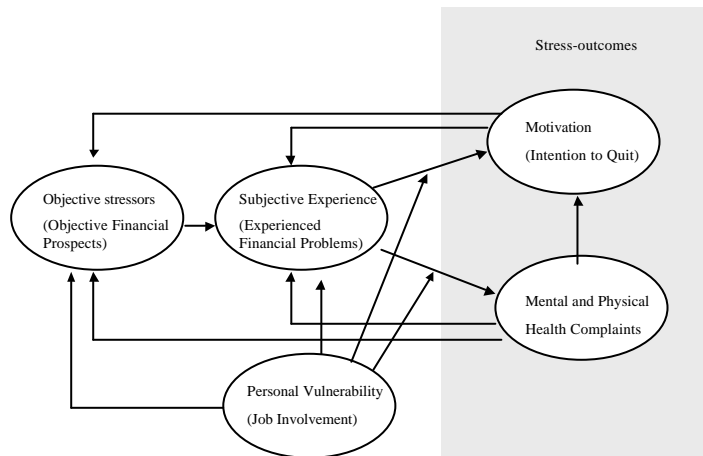 Stress-outcomes
Motivation
(Intention to Quit)
Objective stressors
(Objective Financial
Prospects)
Subjective Experience
(Experienced
Financial Problems)
Mental and Physical
Health Complaints
Personal Vulnerability
(Job Involvement)